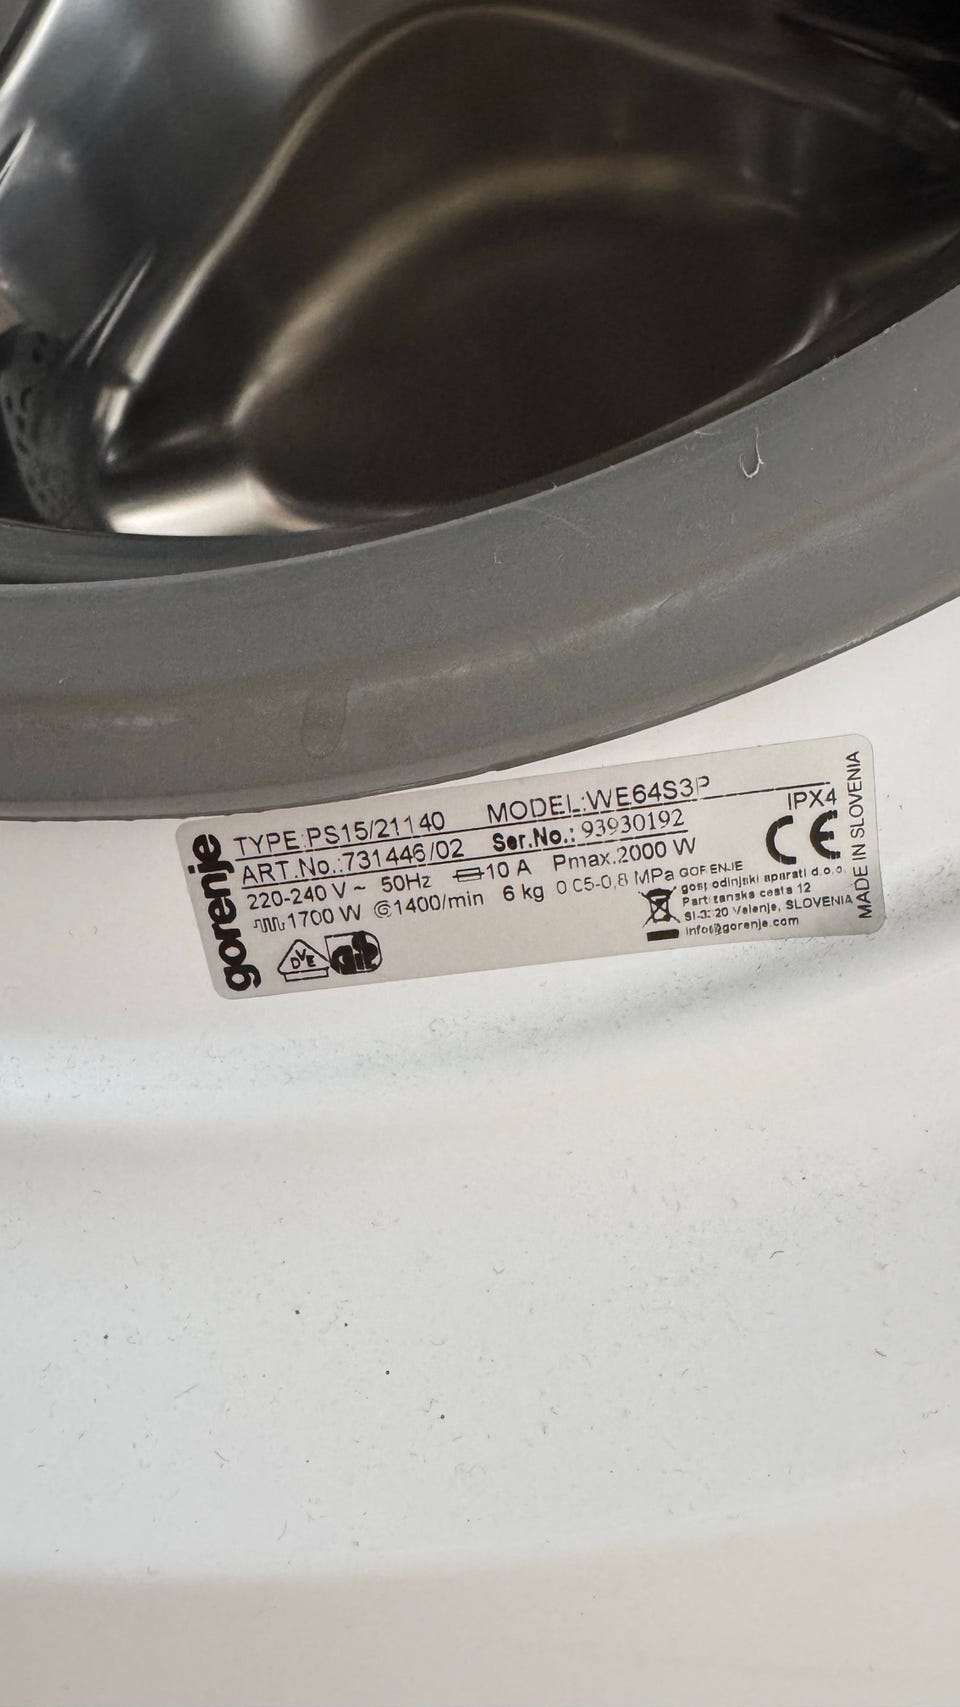 gorenje
TYPE:PS15/21140 MODEL:WE64S3P
ART.No.:731446/02 Ser.No.: 93930192
IPX4
220-240 V ~ 50Hz 10 A Pmax.2000 W
1700 W 1400/min 6 kg 0,05-0,8 MPa
CE
GORENJE
gospodinjski aparati d.o.o.
Partizanska cesta 12
SI-3320 Velenje, SLOVENIA
info@gorenje.com
DVE
MADE IN SLOVENIA